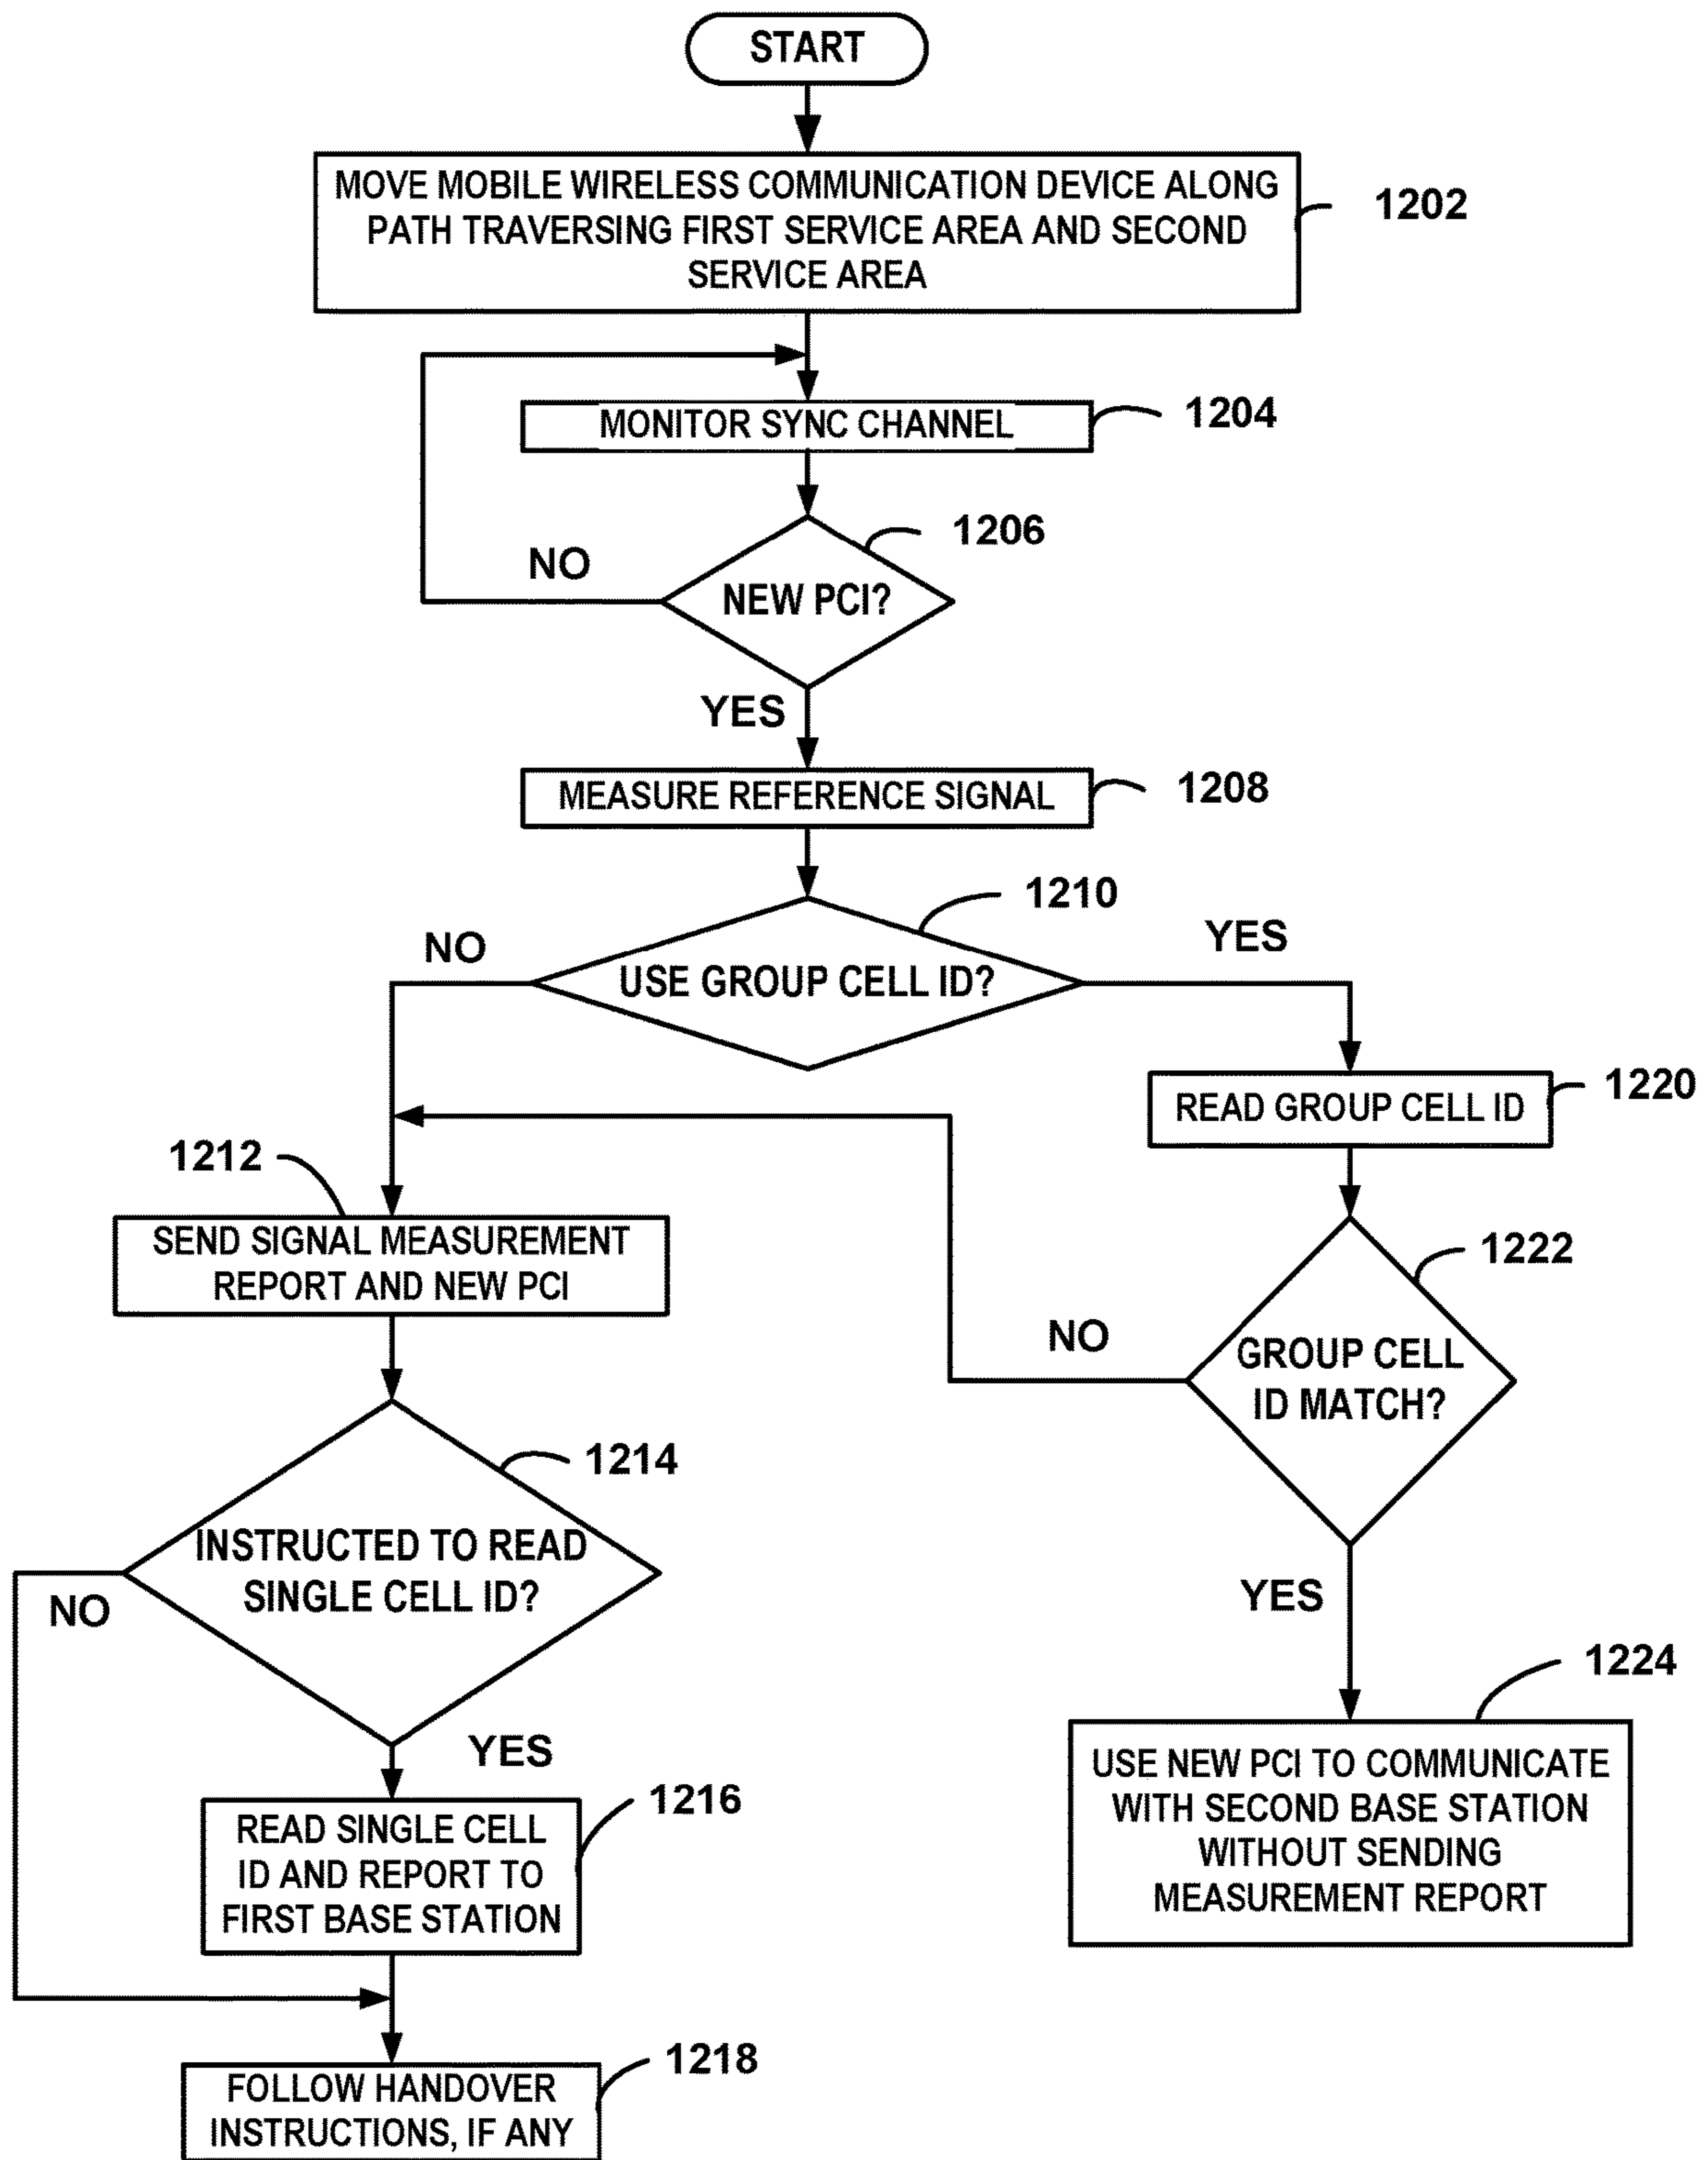 START
MOVE MOBILE WIRELESS COMMUNICATION DEVICE ALONG
PATH TRAVERSING FIRST SERVICE AREA AND SECOND
SERVICE AREA
1202
MONITOR SYNC CHANNEL
1204
1206
NO
NEW PCI?
YES
MEASURE REFERENCE SIGNAL
1208
1210
NO
YES
USE GROUP CELL ID?
READ GROUP CELL ID
1220
1212
SEND SIGNAL MEASUREMENT
REPORT AND NEW PCI
1222
NO
GROUP CELL
ID MATCH?
1214
INSTRUCTED TO READ
SINGLE CELL ID?
NO
YES
YES
1224
USE NEW PCI TO COMMUNICATE
WITH SECOND BASE STATION
WITHOUT SENDING
MEASUREMENT REPORT
1216
READ SINGLE CELL
ID AND REPORT TO
FIRST BASE STATION
1218
FOLLOW HANDOVER
INSTRUCTIONS, IF ANY